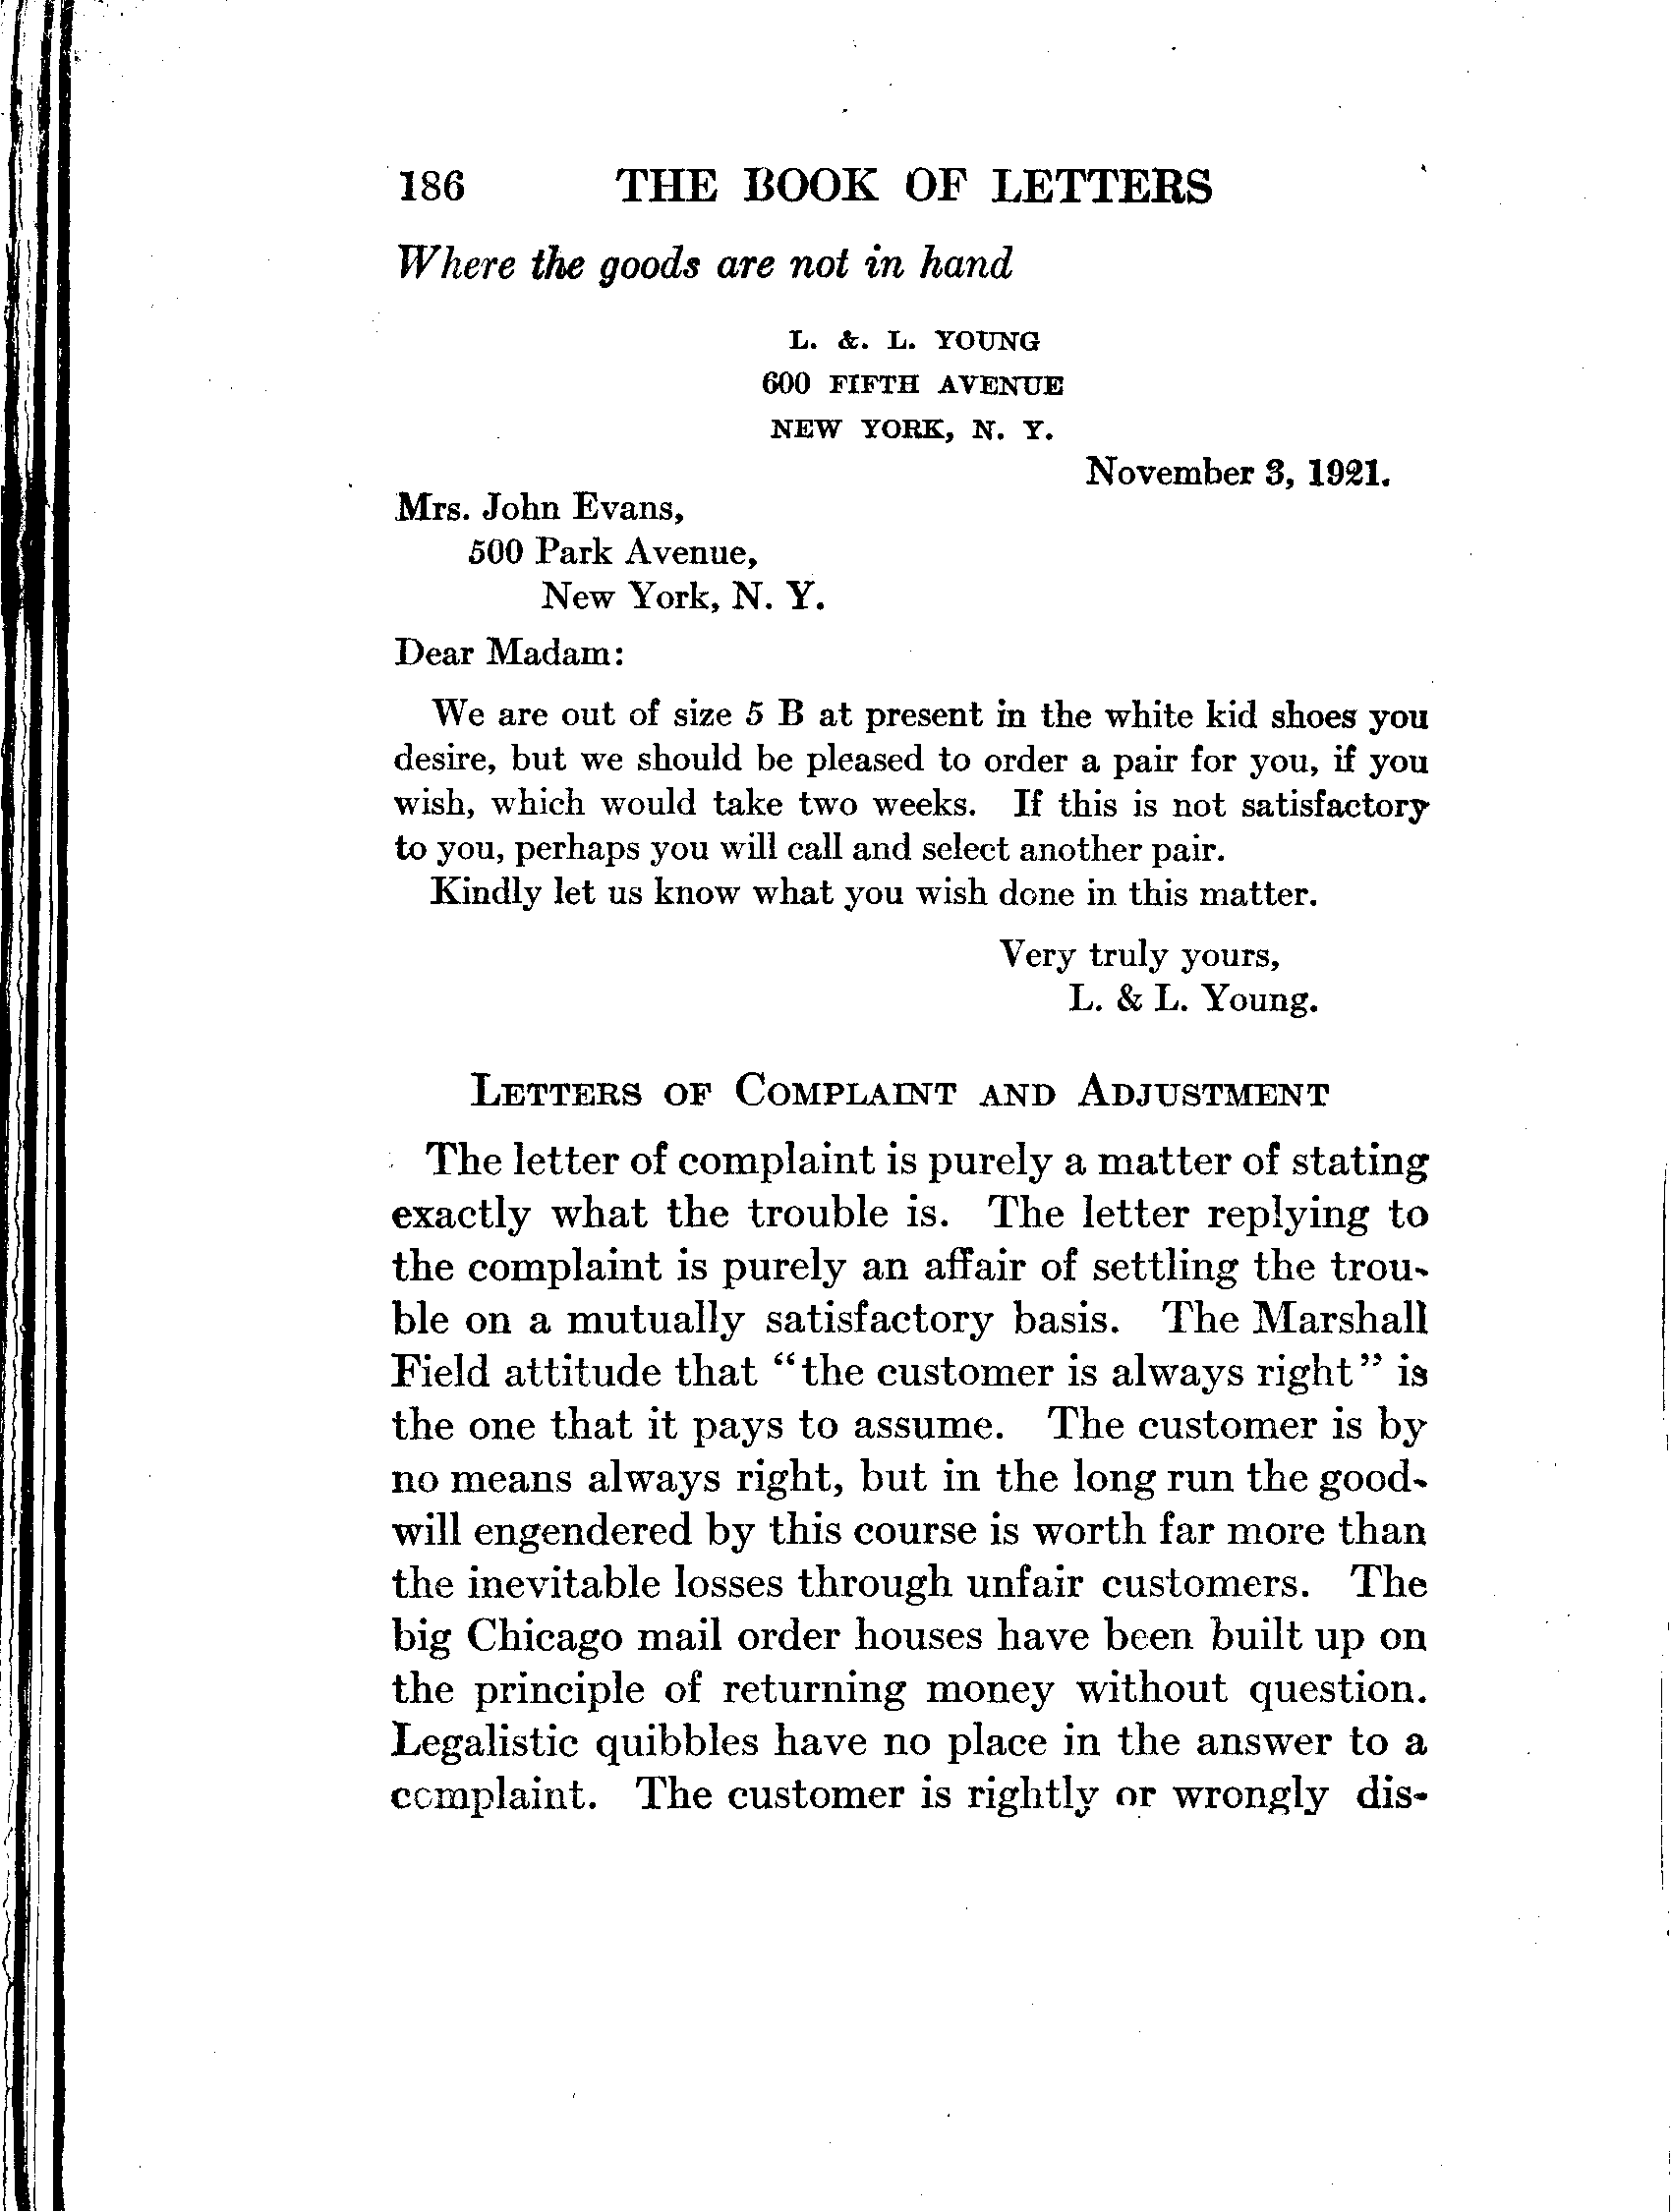 186 THE BOOK OF LETTERS
Where the goods are not in hand
L. &. L. YOUNG
600 FIFTH AVENUE
NEW YORK, N. Y.
November 3, 1921.
Mrs. John Evans,
500 Park Avenue,
New York, N. Y.
Dear Madam:
We are out of size 5 B at present in the white kid shoes you
desire, but we should be pleased to order a pair for you, if you
wish, which would take two weeks. If this is not satisfactory
to you, perhaps you will call and select another pair.
Kindly let us know what you wish done in this matter.
Very truly yours,
L. & L. Young.
LETTERS OF COMPLAINT AND ADJUSTMENT
The letter of complaint is purely a matter of stating
exactly what the trouble is. The letter replying to
the complaint is purely an affair of settling the trou-
ble on a mutually satisfactory basis. The Marshall
Field attitude that "the customer is always right" is
the one that it pays to assume. The customer is by
no means always right, but in the long run the good-
will engendered by this course is worth far more than
the inevitable losses through unfair customers. The
big Chicago mail order houses have been built up on
the principle of returning money without question.
Legalistic quibbles have no place in the answer to a
complaint. The customer is rightly or wrongly dis-